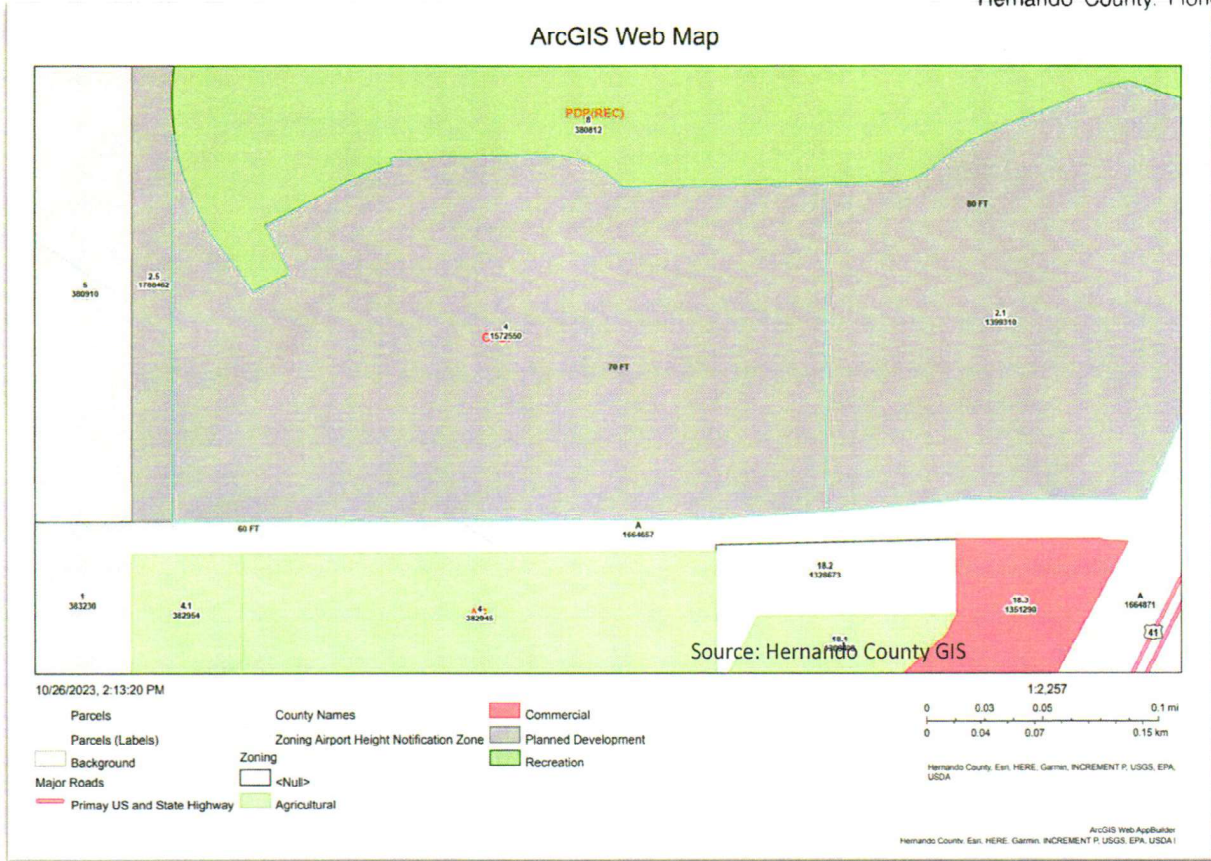 Hernando County. Flori
ArcGIS Web Map
PDP(REC)
8
380812
80 FT
2.5
1788462
5
380910
4
1572550
2.1
1399310
70 FT
60 FT
A
1664657
18.2
1328673
1
383236
4.1
382954
4
382945
18.3
1351290
A
1664871
41
Source: Hernando County GIS
10/26/2023, 2:13:20 PM
1:2,257
Parcels
Parcels (Labels)
Background
Major Roads
Primay US and State Highway
County Names
Zoning Airport Height Notification Zone
Zoning
<Null>
Agricultural
Commercial
Planned Development
Recreation
0 0.03 0.05 0.1 mi
0 0.04 0.07 0.15 km
Hernando County, Esri, HERE, Garmin, INCREMENT P, USGS, EPA,
USDA
ArcGIS Web AppBuilder
Hernando County, Esri, HERE, Garmin, INCREMENT P, USGS, EPA, USDA |